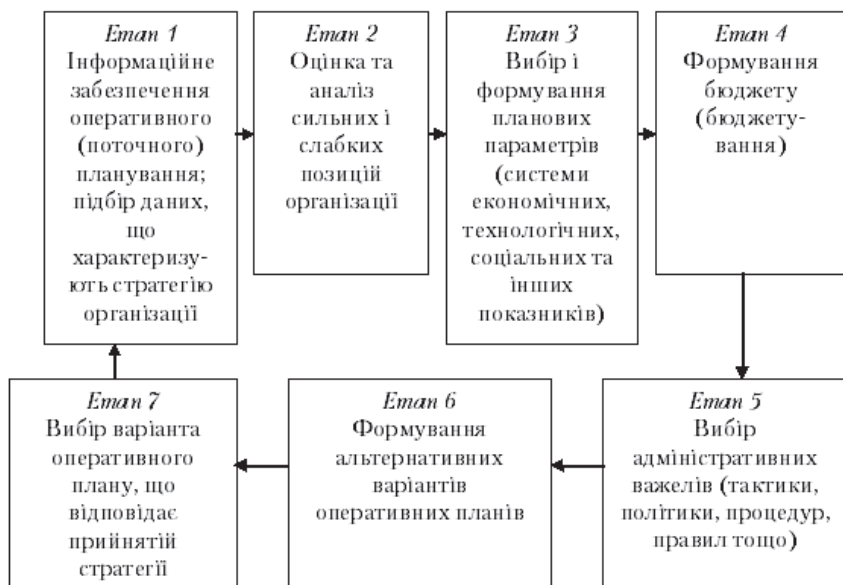 Етап 1
Інформаційне
забезпечення
оперативного
(поточного)
планування;
підбір даних,
що
характеризу-
ють стратегію
організації
Етап 2
Оцінка та
аналіз
сильних і
слабких
позицій
організації
Етап 3
Вибір і
формування
планових
параметрів
(системи
економічних,
технологічних,
соціальних та
інших
показників)
Етап 4
Формування
бюджету
(бюджету-
вання)
Етап 5
Вибір
адміністративних
важелів (тактики,
політики, процедур,
правил тощо)
Етап 6
Формування
альтернативних
варіантів
оперативних планів
Етап 7
Вибір варіанта
оперативного
плану, що
відповідає
прийнятій
стратегії